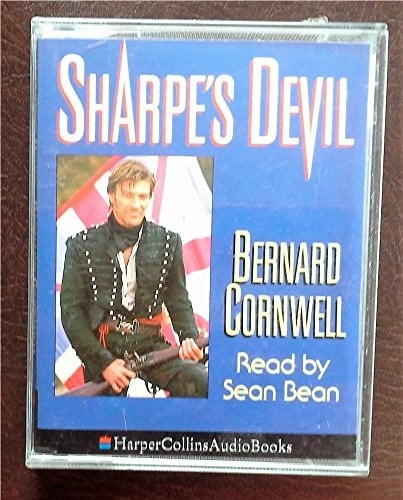 SHARPE'S DEVIL
BERNARD
CORNWELL
Read by
Sean Bean
HarperCollinsAudioBooks